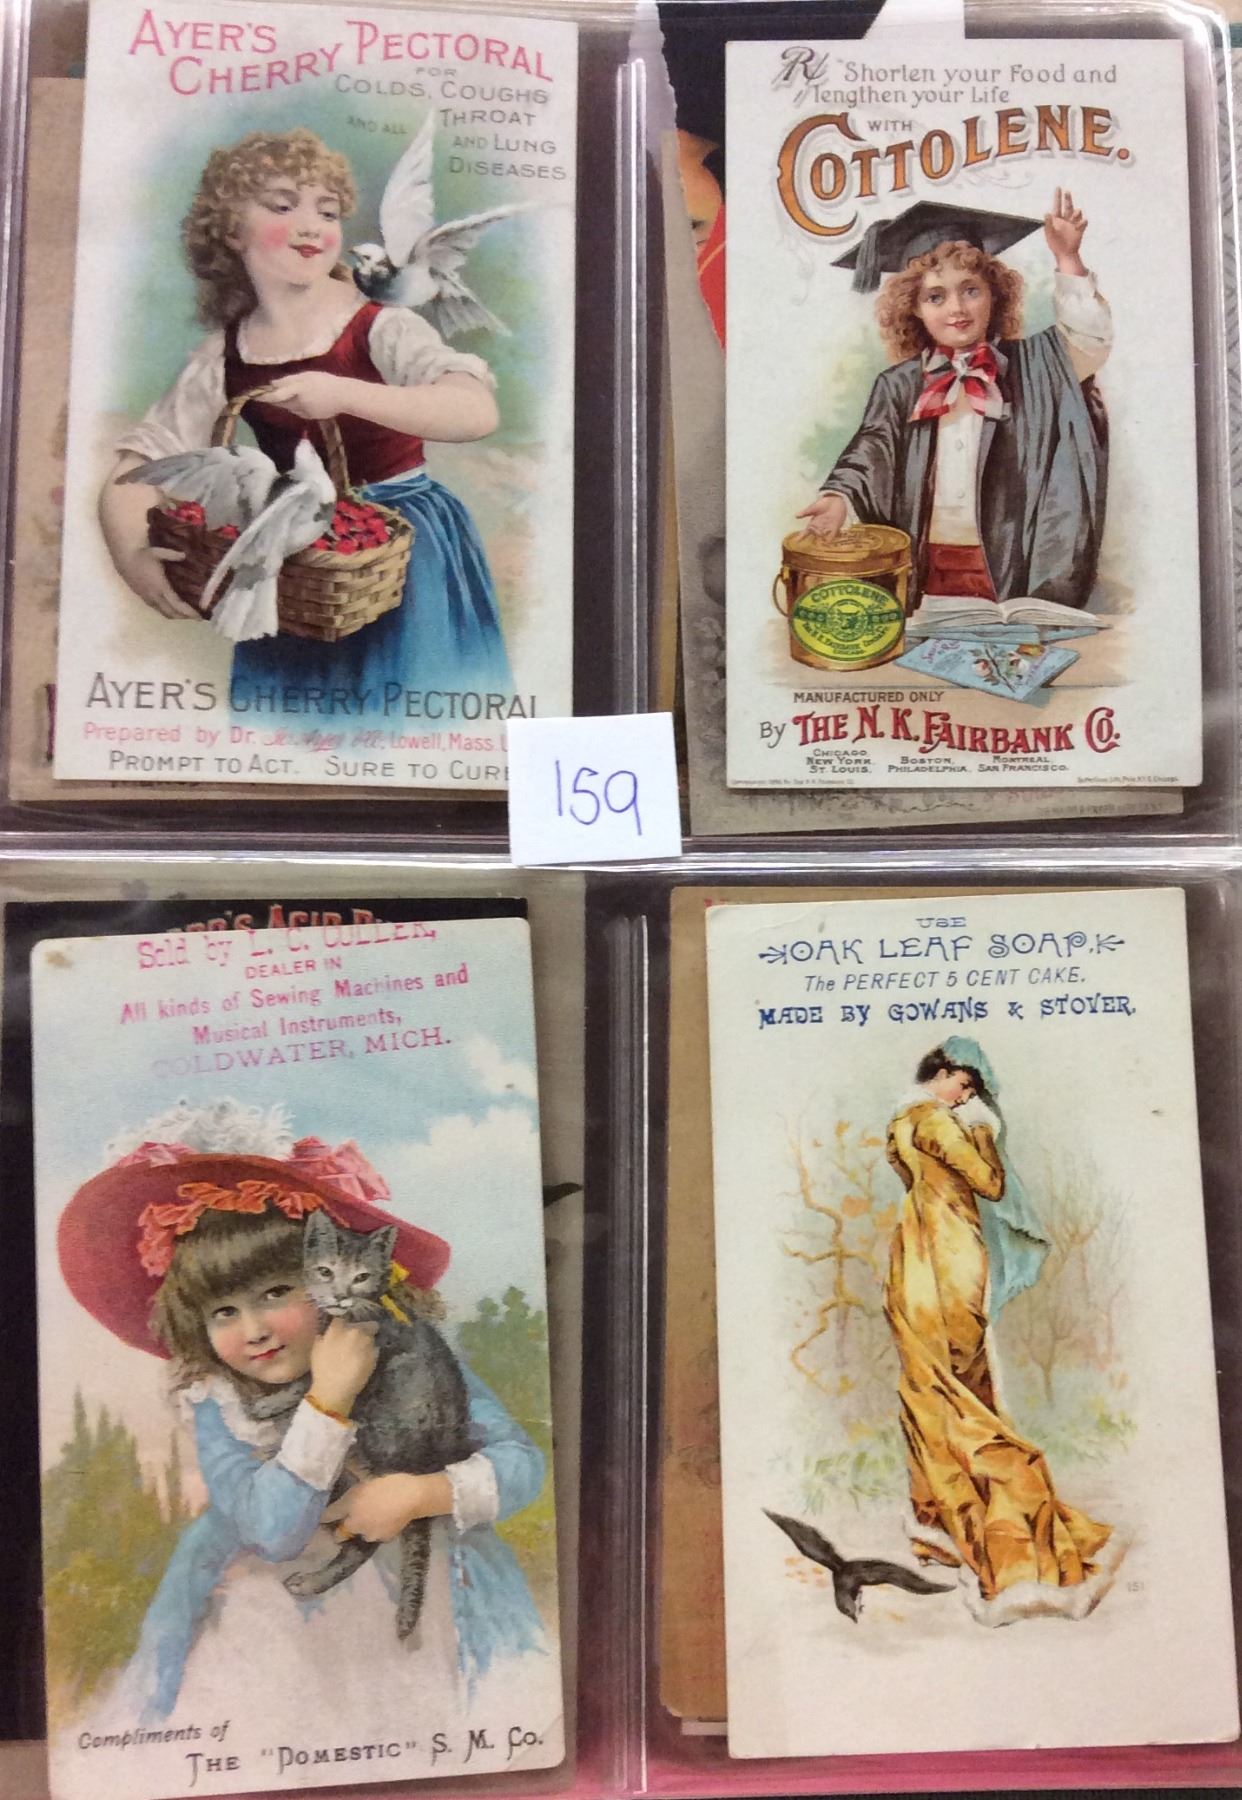 AYER'S
CHERRY PECTORAL
FOR
COLDS, COUGHS
AND ALL THROAT
AND LUNG
DISEASES.
AYER'S CHERRY PECTORAL
Prepared by Dr. Lowell, Mass.
PROMPT TO ACT. SURE TO CURE
"Shorten your Food and
lengthen your Life
WITH
COTTOLENE.
COTTOLENE
CHICAGO
MANUFACTURED ONLY
By THE N. K. FAIRBANK CO.
CHICAGO, BOSTON, MONTREAL,
NEW YORK, PHILADELPHIA, SAN FRANCISCO.
ST. LOUIS,
159
ACID
Sold by L. C.
DEALER IN
All kinds of Sewing Machines and
Musical Instruments,
COLDWATER, MICH.
Compliments of
THE "DOMESTIC" S. M. Co.
USE
OAK LEAF SOAP.
The PERFECT 5 CENT CAKE.
MADE BY GOWANS & STOVER.
151